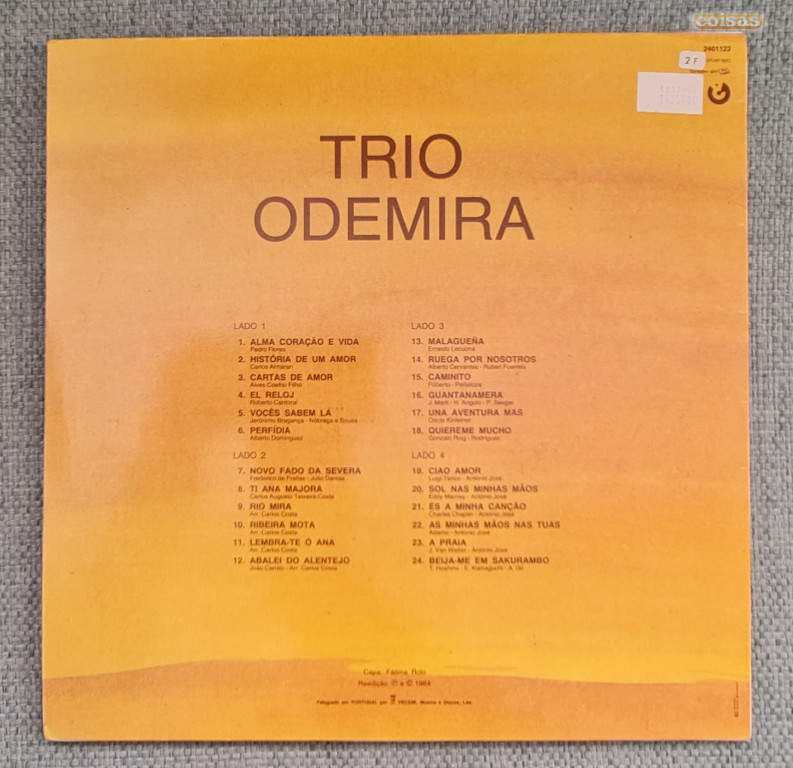 coisas
2401123
2 F
TRIO
ODEMIRA
LADO 1
1. ALMA CORAÇÃO E VIDA
Pedro Flores
2. HISTÓRIA DE UM AMOR
Carlos Almaran
3. CARTAS DE AMOR
Alves Coelho Filho
4. EL RELOJ
Roberto Cantoral
5. VOCÊS SABEM LÁ
Jerónimo Bragança - Nóbrega e Sousa
6. PERFÍDIA
Alberto Dominguez
LADO 2
7. NOVO FADO DA SEVERA
Frederico de Freitas - Júlio Dantas
8. TI ANA MAJORA
Carlos Augusto Teixeira Costa
9. RIO MIRA
Arr. Carlos Costa
10. RIBEIRA MOTA
Arr. Carlos Costa
11. LEMBRA-TE Ó ANA
Arr. Carlos Costa
12. ABALEI DO ALENTEJO
João Camilo - Arr. Carlos Costa
LADO 3
13. MALAGUEÑA
Ernesto Lecuona
14. RUEGA POR NOSOTROS
Alberto Cervantes - Ruben Fuentes
15. CAMINITO
Filiberto - Peñaloza
16. GUANTANAMERA
J. Marti - H. Angulo - P. Seeger
17. UNA AVENTURA MAS
Oscar Kinleiner
18. QUIEREME MUCHO
Gonzalo Roig - Rodriguez
LADO 4
19. CIAO AMOR
Luigi Tenco - António José
20. SOL NAS MINHAS MÃOS
Eddy Marnay - António José
21. ÉS A MINHA CANÇÃO
Charles Chaplin - António José
22. AS MINHAS MÃOS NAS TUAS
Adamo - António José
23. A PRAIA
J. Van Wetter - António José
24. BEIJA-ME EM SAKURAMBO
T. Hoshino - E. Kamaguchi - A. Gil
Capa: Fátima Rolo
Reedição ℗ e © 1984
Fabricado em PORTUGAL por Discos, Lda.